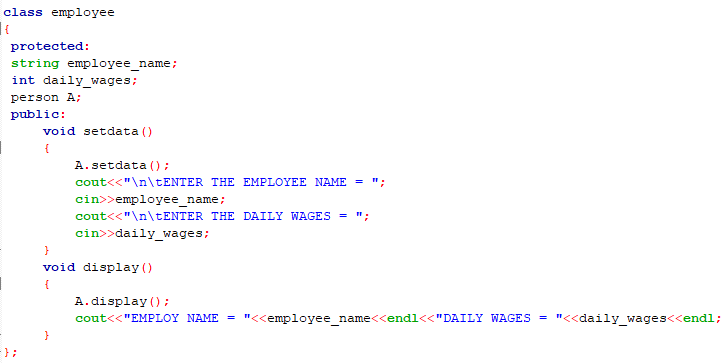 class employee
{
protected:
string employee_name;
int daily_wages;
person A;
public:
void setdata()
{
A.setdata();
cout<<"\n\tENTER THE EMPLOYEE NAME = ";
cin>>employee_name;
cout<<"\n\tENTER THE DAILY WAGES = ";
cin>>daily_wages;
}
void display()
{
A.display();
cout<<"EMPLOY NAME = "<<employee_name<<endl<<"DAILY WAGES = "<<daily_wages<<endl;
}
};